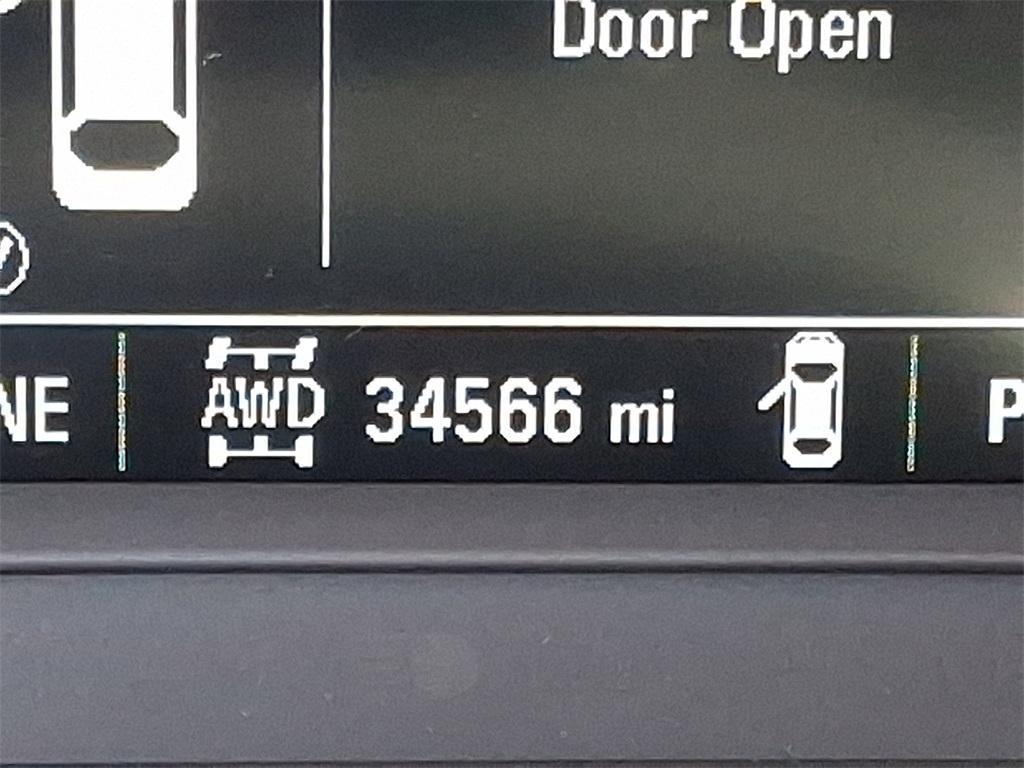 Door Open
NE AWD 34566 mi P